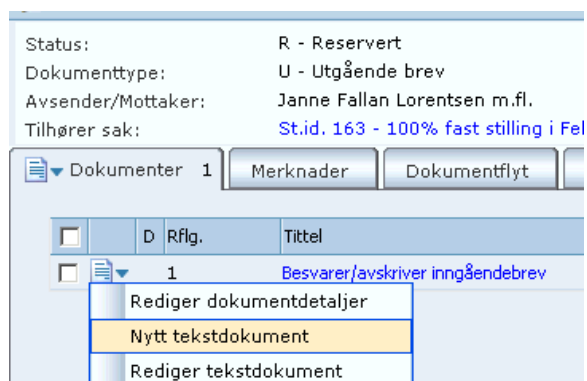 Status: R - Reservert
Dokumenttype: U - Utgående brev
Avsender/Mottaker: Janne Fallan Lorentsen m.fl.
Tilhører sak: St.id. 163 - 100% fast stilling i Fel
Dokumenter 1 Merknader Dokumentflyt
D Rflg. Tittel
1 Besvarer/avskriver inngåendebrev
Rediger dokumentdetaljer
Nytt tekstdokument
Rediger tekstdokument